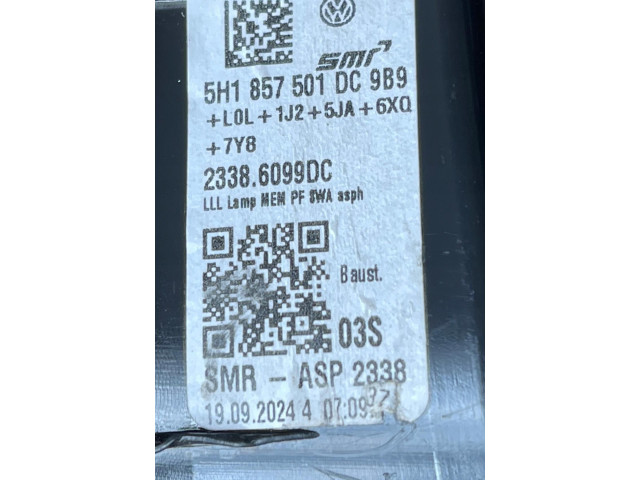 smr
5H1 857 501 DC 9B9
+L0L+1J2+5JA+6XQ
+7Y8
2338.6099DC
LLL Lamp MEM PF SWA asph
Baust.
03S
SMR - ASP 2338
19.09.2024 4 07:09
37